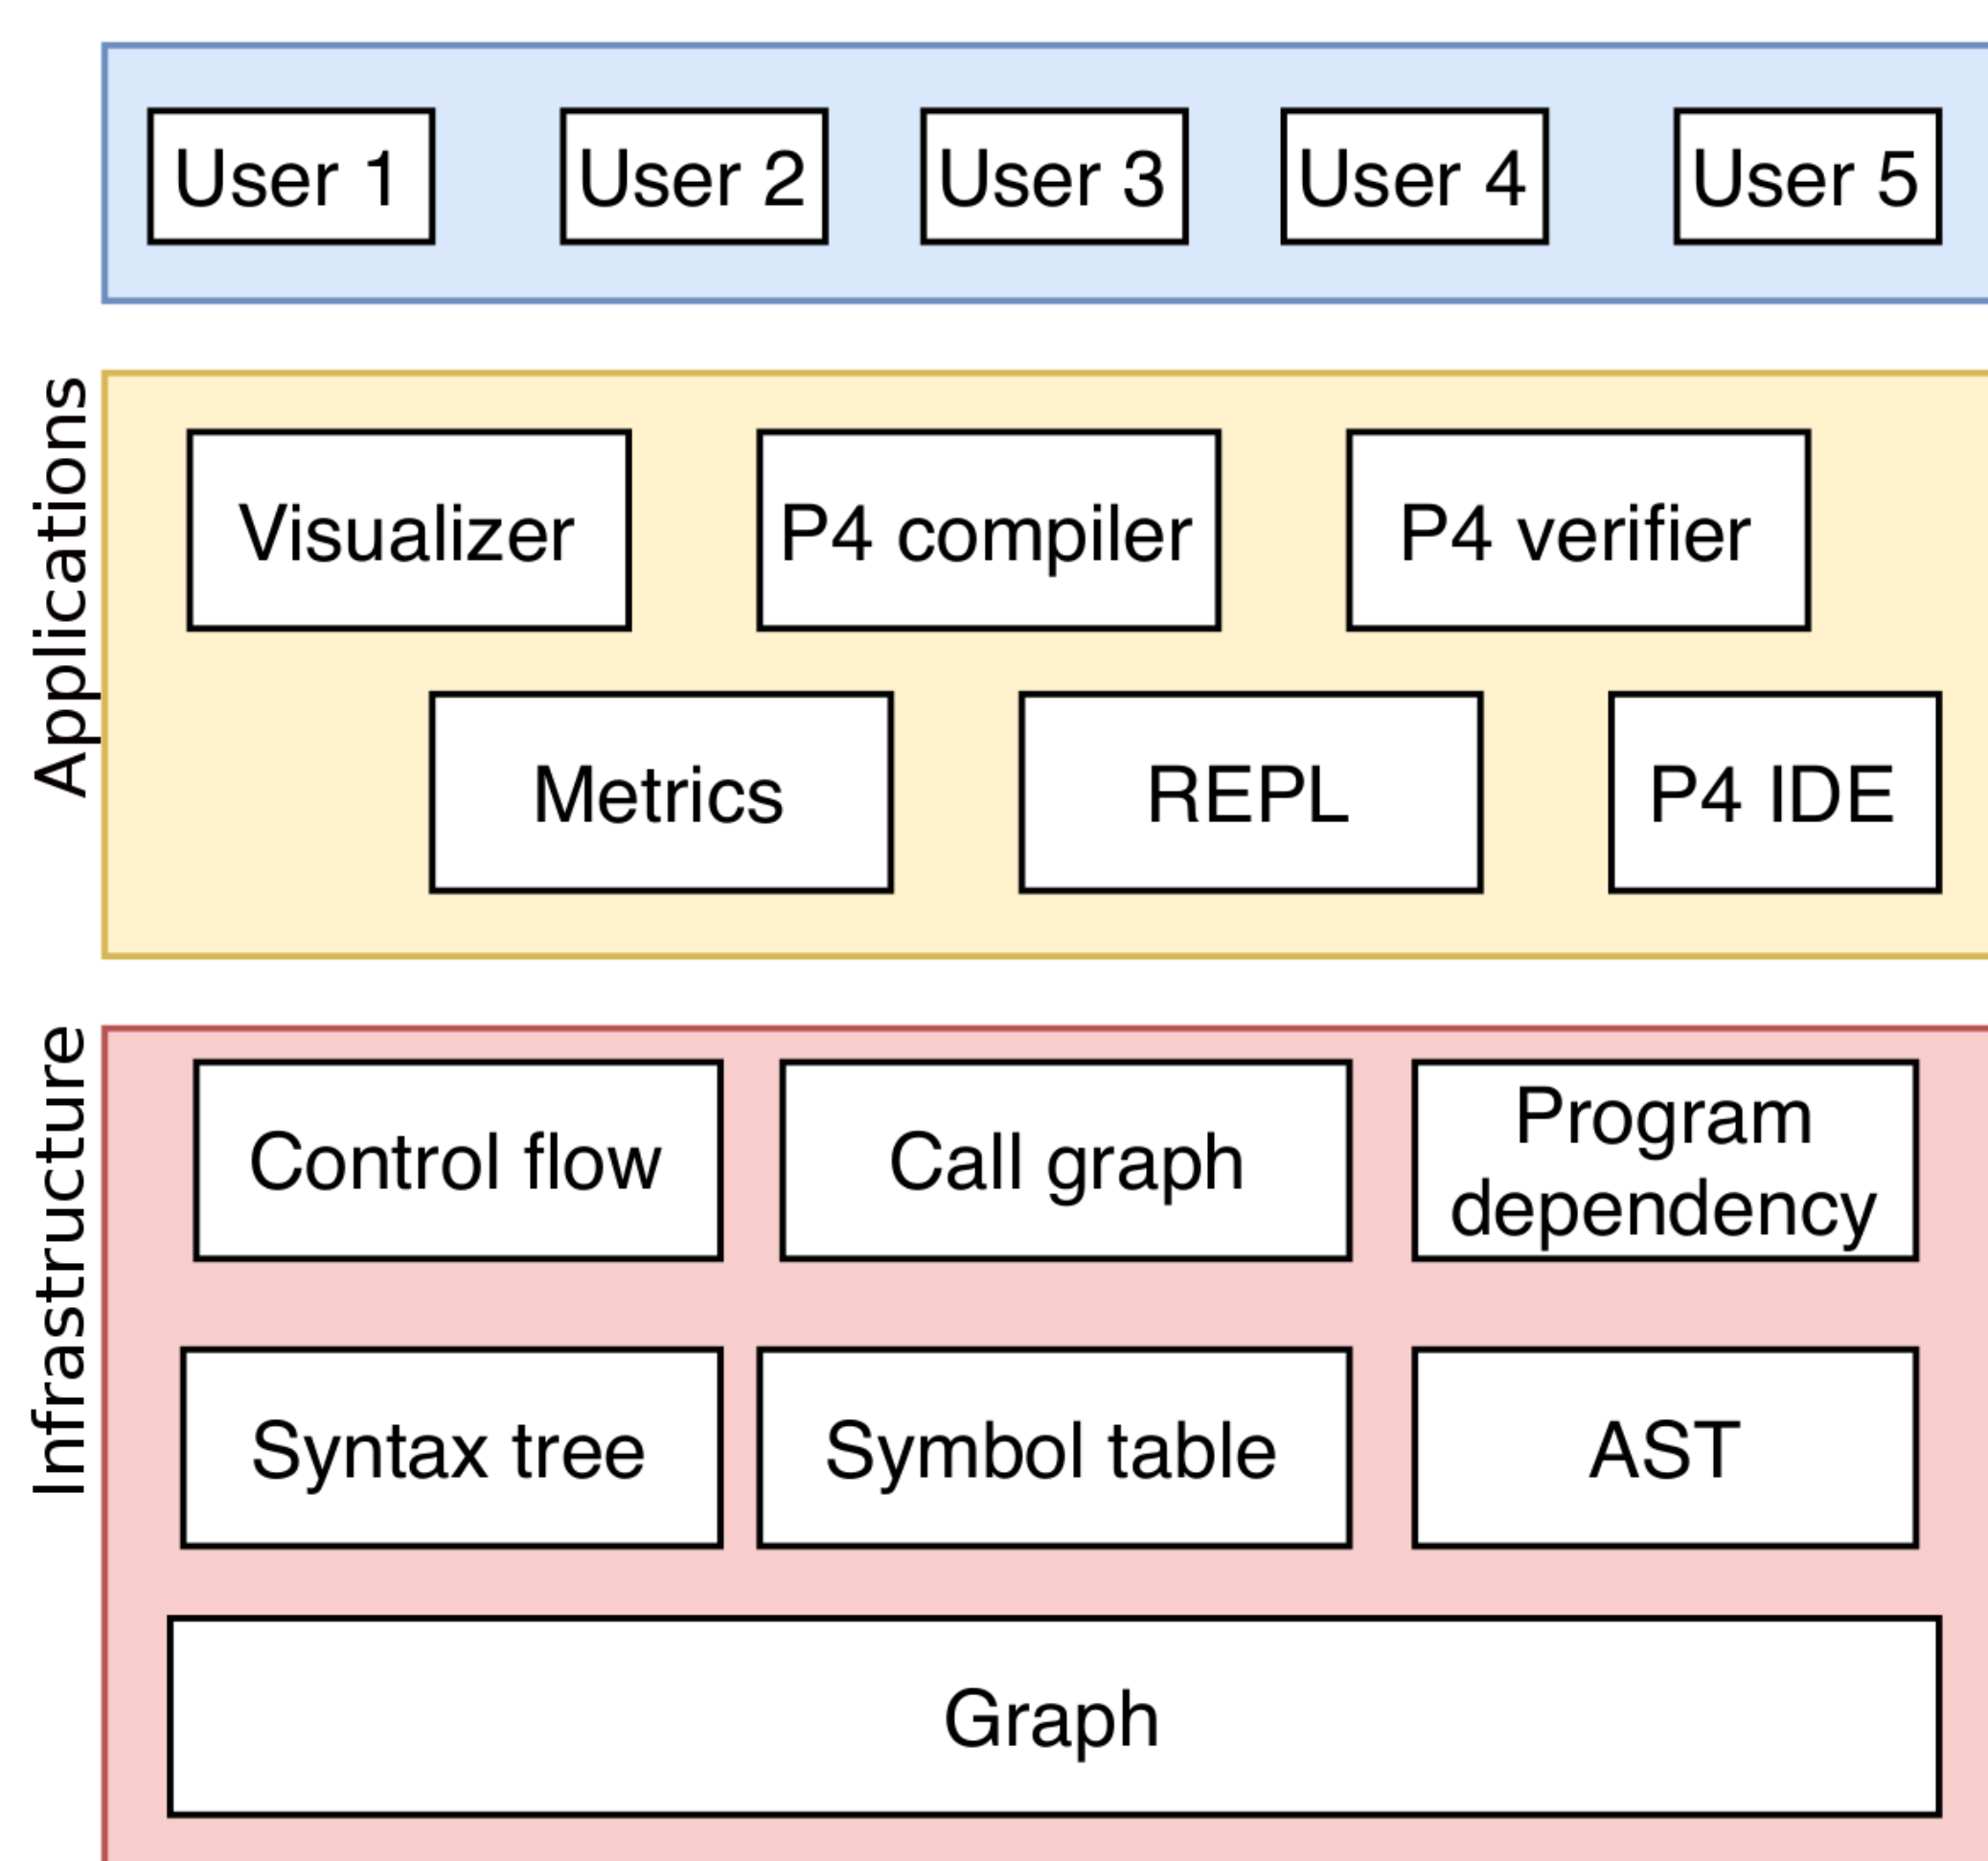 User 1
User 2
User 3
User 4
User 5
Applications
Visualizer
P4 compiler
P4 verifier
Metrics
REPL
P4 IDE
Infrastructure
Control flow
Call graph
Program
dependency
Syntax tree
Symbol table
AST
Graph